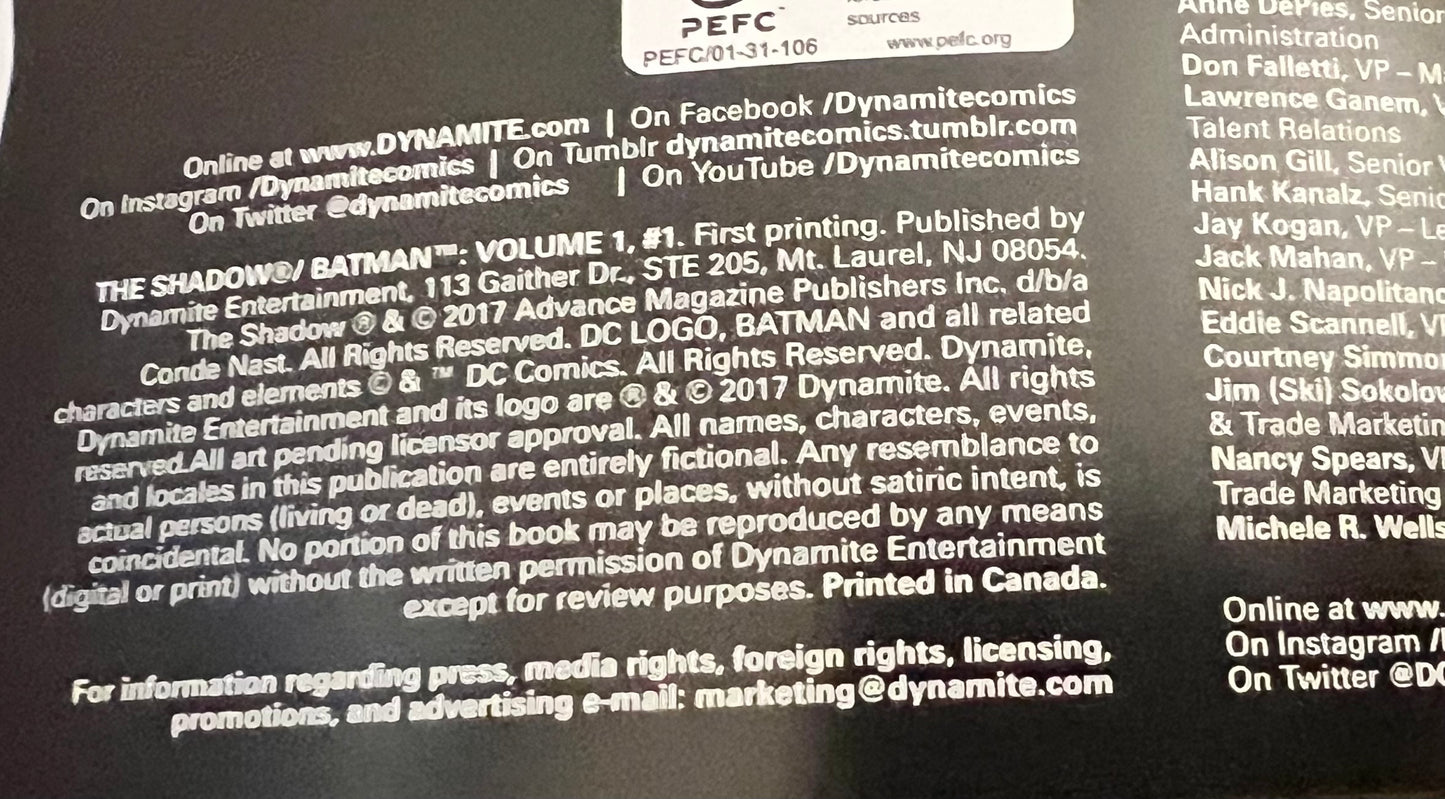 PEFC™
PEFC/01-31-106
sources
www.pefc.org
Online at www.DYNAMITE.com | On Facebook /Dynamitecomics
On Instagram /Dynamitecomics | On Tumblr dynamitecomics.tumblr.com
On Twitter @dynamitecomics | On YouTube /Dynamitecomics
THE SHADOW®/ BATMAN™: VOLUME 1, #1. First printing. Published by
Dynamite Entertainment, 113 Gaither Dr., STE 205, Mt. Laurel, NJ 08054.
The Shadow ® & © 2017 Advance Magazine Publishers Inc. d/b/a
Conde Nast. All Rights Reserved. DC LOGO, BATMAN and all related
characters and elements © & ™ DC Comics. All Rights Reserved. Dynamite,
Dynamite Entertainment and its logo are ® & © 2017 Dynamite. All rights
reserved.All art pending licensor approval. All names, characters, events,
and locales in this publication are entirely fictional. Any resemblance to
actual persons (living or dead), events or places, without satiric intent, is
coincidental. No portion of this book may be reproduced by any means
(digital or print) without the written permission of Dynamite Entertainment
except for review purposes. Printed in Canada.
For information regarding press, media rights, foreign rights, licensing,
promotions, and advertising e-mail: marketing@dynamite.com
Anne DePies, Senior
Administration
Don Falletti, VP – M
Lawrence Ganem,
Talent Relations
Alison Gill, Senior
Hank Kanalz, Senio
Jay Kogan, VP – Le
Jack Mahan, VP –
Nick J. Napolitano
Eddie Scannell, V
Courtney Simmo
Jim (Ski) Sokolow
& Trade Marketin
Nancy Spears, V
Trade Marketing
Michele R. Wells
Online at www.
On Instagram /
On Twitter @DC